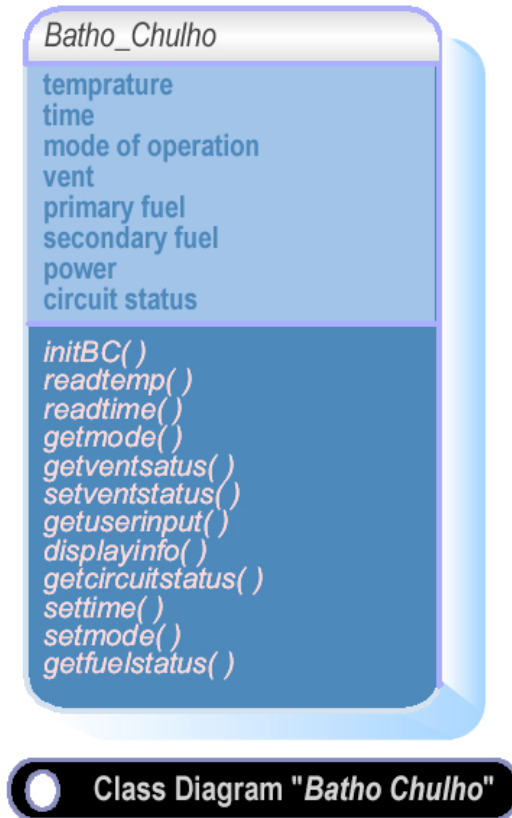 Batho_Chulho
temprature
time
mode of operation
vent
primary fuel
secondary fuel
power
circuit status
initBC( )
readtemp( )
readtime( )
getmode( )
getventsatus( )
setventstatus( )
getuserinput( )
displayinfo( )
getcircuitstatus( )
settime( )
setmode( )
getfuelstatus( )
Class Diagram "Batho Chulho"